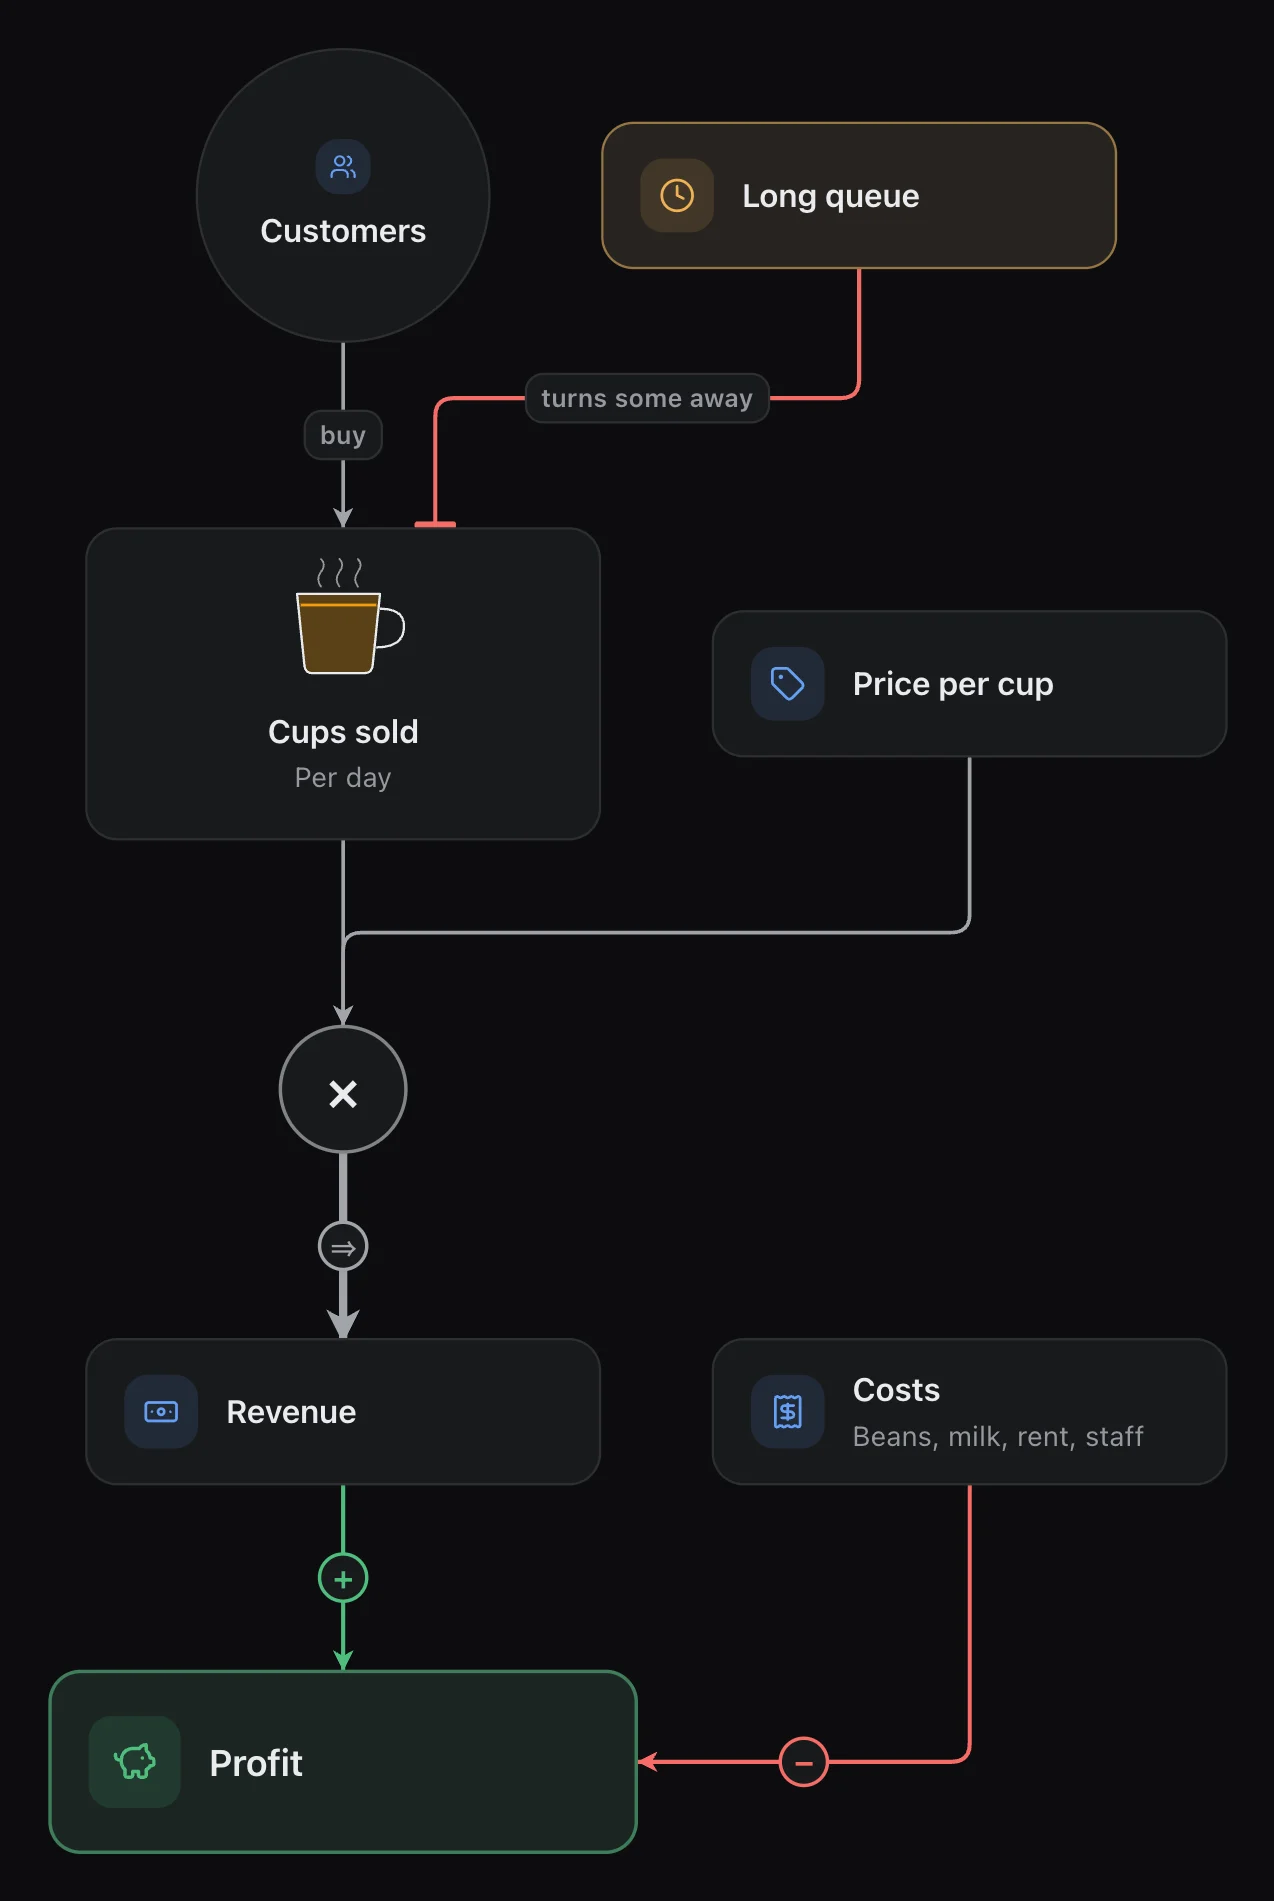 Customers
Long queue
turns some away
buy
Cups sold
Per day
Price per cup
×
⇒
Revenue
Costs
Beans, milk, rent, staff
+
Profit
−